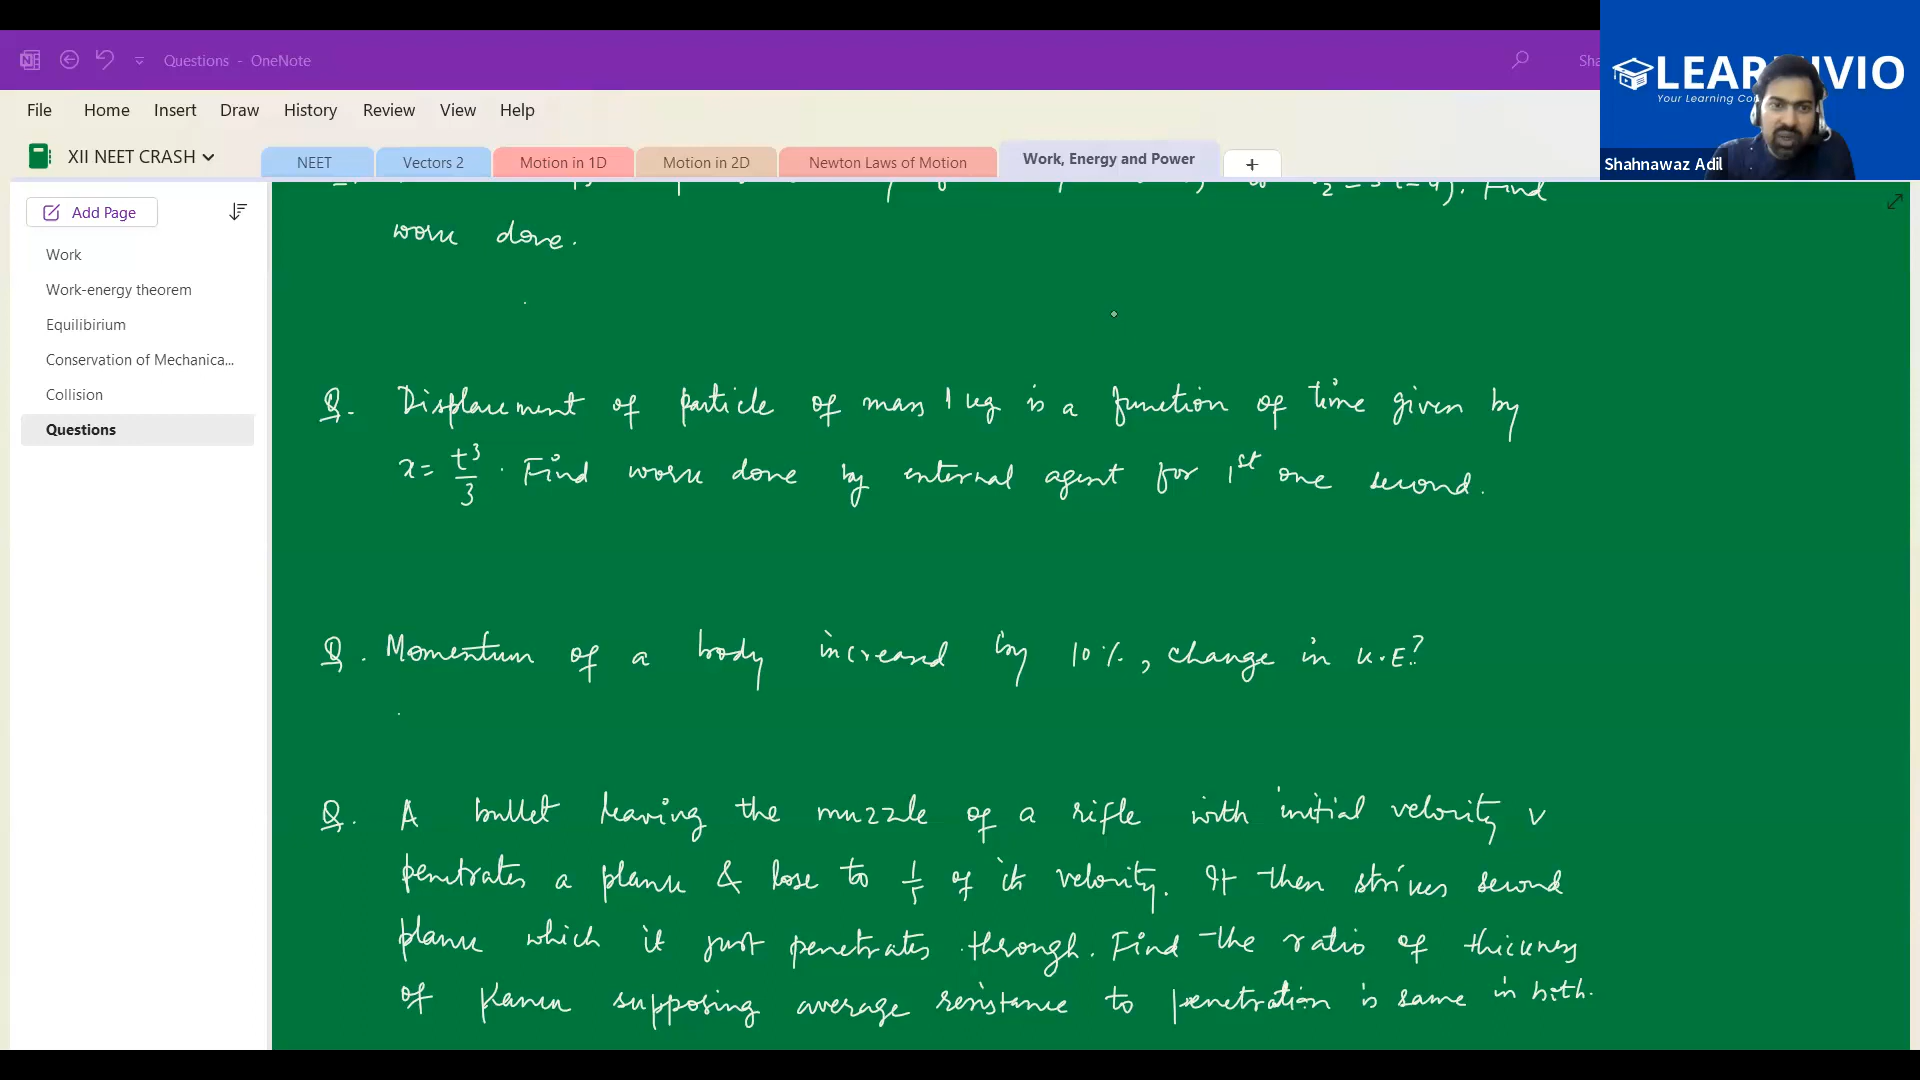 Questions - OneNote
Sha
LEAR VIO
Your Learning Co
Shahnawaz Adil
File Home Insert Draw History Review View Help
XII NEET CRASH
NEET Vectors 2 Motion in 1D Motion in 2D Newton Laws of Motion Work, Energy and Power +
Add Page
Work
Work-energy theorem
Equilibirium
Conservation of Mechanica...
Collision
Questions
Find
work done.
Q. Displacement of particle of mass 1 kg is a function of time given by
x = t³/3 . Find work done by external agent for 1st one second.
Q. Momentum of a body increased by 10%, change in K.E?
Q. A bullet leaving the muzzle of a rifle with initial velocity v
penetrates a plank & lose to 1/5 of its velocity. It then strikes second
plank which it just penetrates through. Find the ratio of thickness
of supposing average resistance to penetration is same in both.